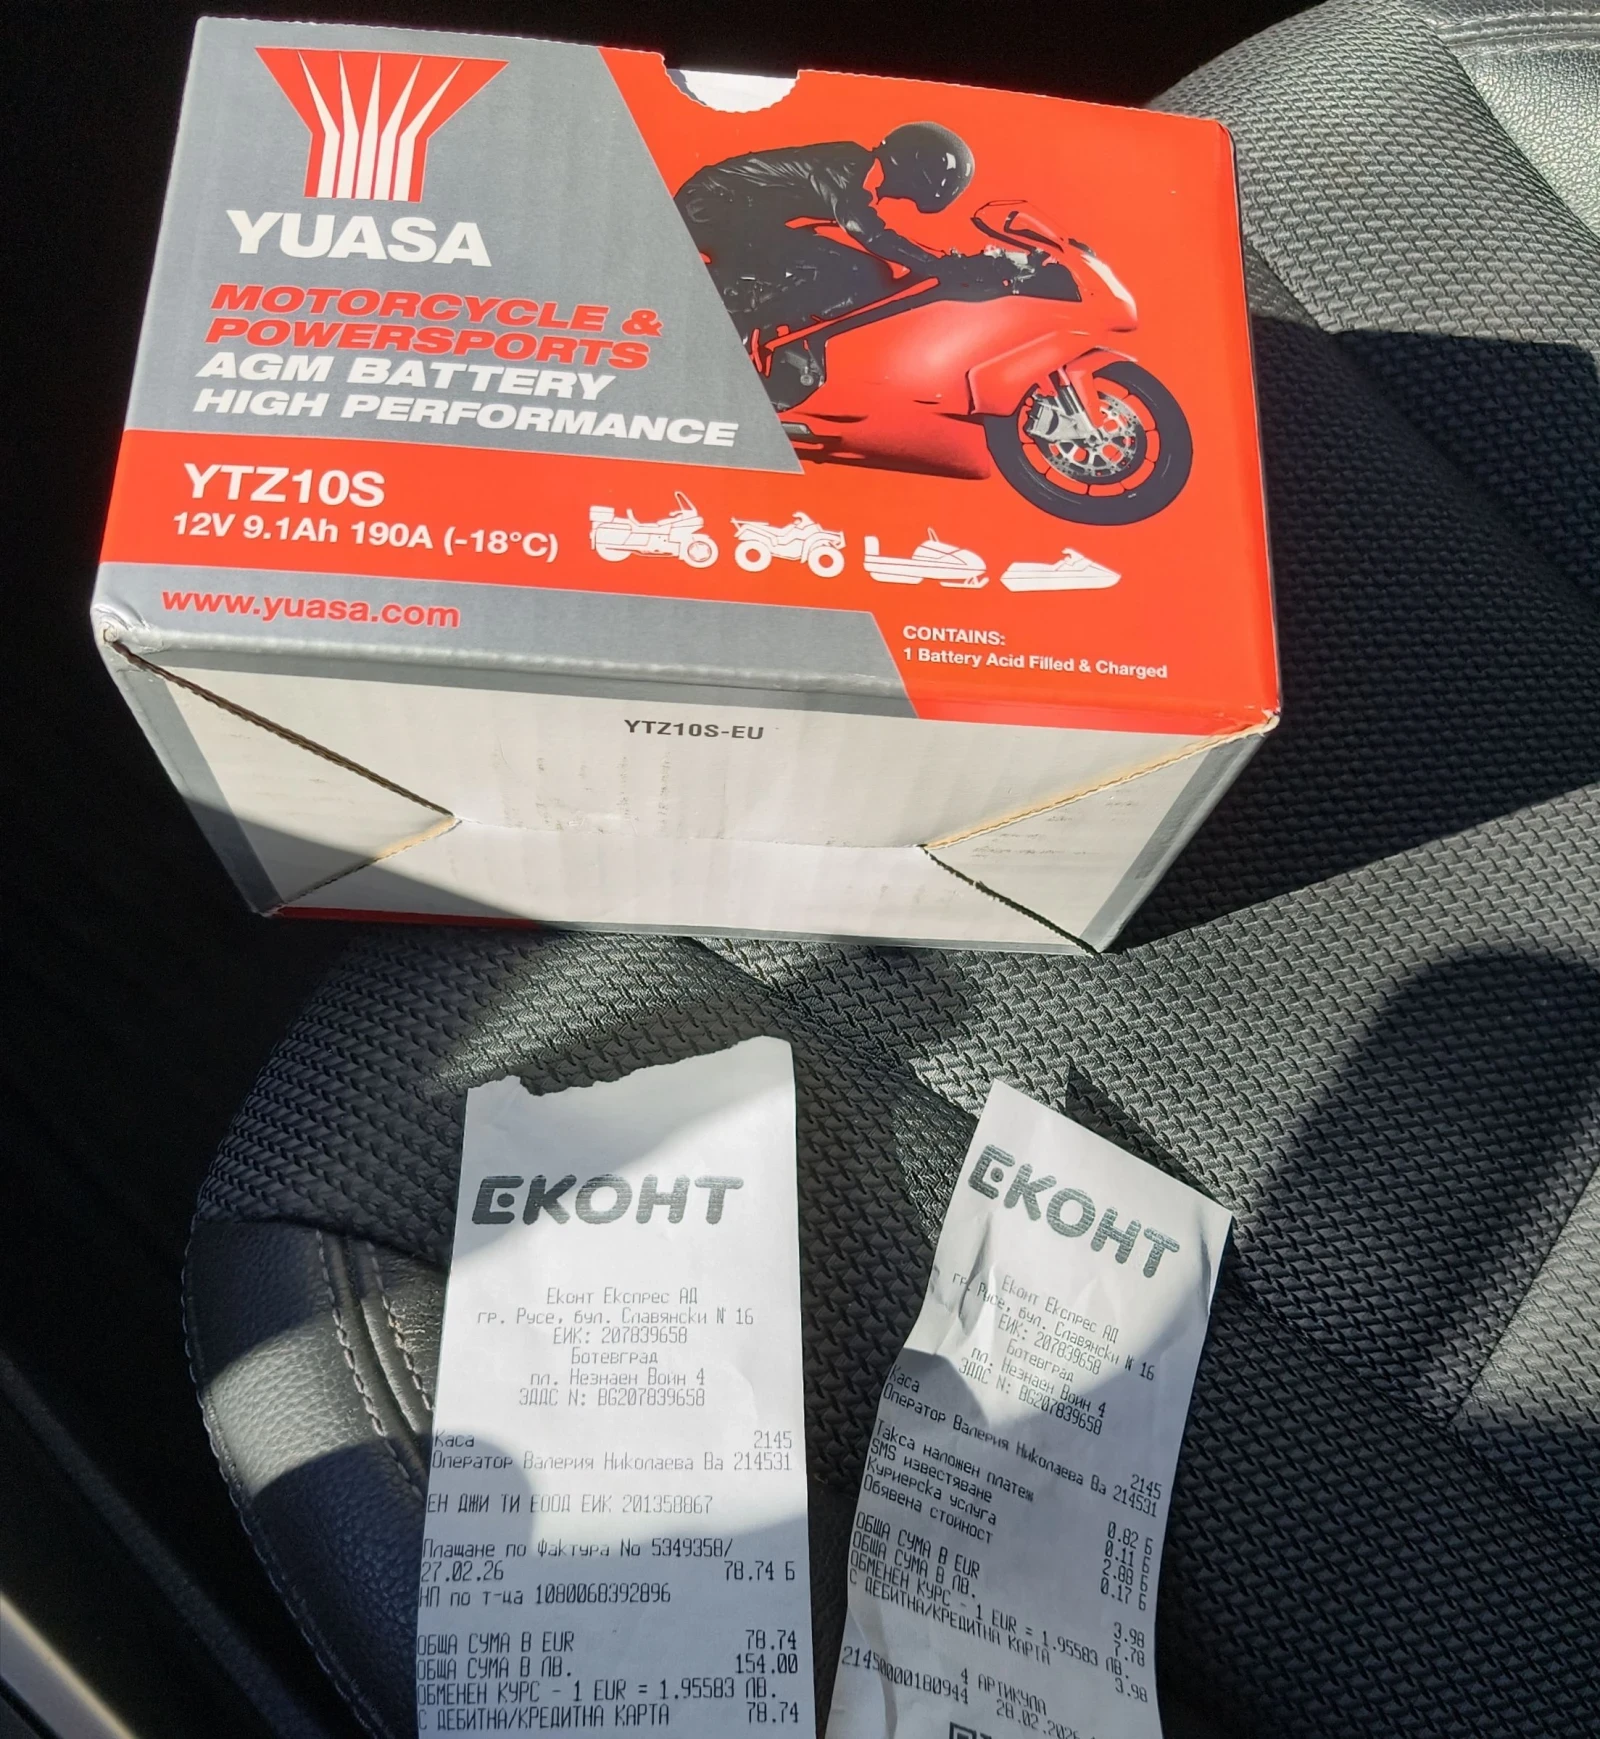 YUASA
MOTORCYCLE &
POWERSPORTS
AGM BATTERY
HIGH PERFORMANCE
YTZ10S
12V 9.1Ah 190A (-18°C)
www.yuasa.com
CONTAINS:
1 Battery Acid Filled & Charged
YTZ10S-EU
ЕКОНТ
Еконт Експрес АД
гр. Русе, бул. Славянски N 16
ЕИК: 207839658
Ботевград
пл. Незнаен Воин 4
ЗДДС N: BG207839658
Каса 2145
Оператор Валерия Николаева Ва 214531
ЕН ДЖИ ТИ ЕООД ЕИК 201358867
Плащане по Фактура No 5349358/
27.02.26 78.74 Б
НП по т-ца 1080068392896
ОБЩА СУМА В EUR 78.74
ОБЩА СУМА В ЛВ. 154.00
ОБМЕНЕН КУРС - 1 EUR = 1.95583 ЛВ.
С ДЕБИТНА/КРЕДИТНА КАРТА 78.74
ЕКОНТ
Еконт Експрес АД
гр. Русе, бул. Славянски N 16
ЕИК: 207839658
Ботевград
пл. Незнаен Воин 4
ЗДДС N: BG207839658
Каса 2145
Оператор Валерия Николаева Ва 214531
Такса наложен платеж 0.82 Б
SMS известяване 0.11 Б
Куриерска услуга 2.88 Б
Обявена стойност 0.17 Б
ОБЩА СУМА В EUR 3.98
ОБЩА СУМА В ЛВ. 7.78
ОБМЕНЕН КУРС - 1 EUR = 1.95583 ЛВ.
С ДЕБИТНА/КРЕДИТНА КАРТА 3.98
4 АРТИКУЛА
21450000180944 28.02.2026